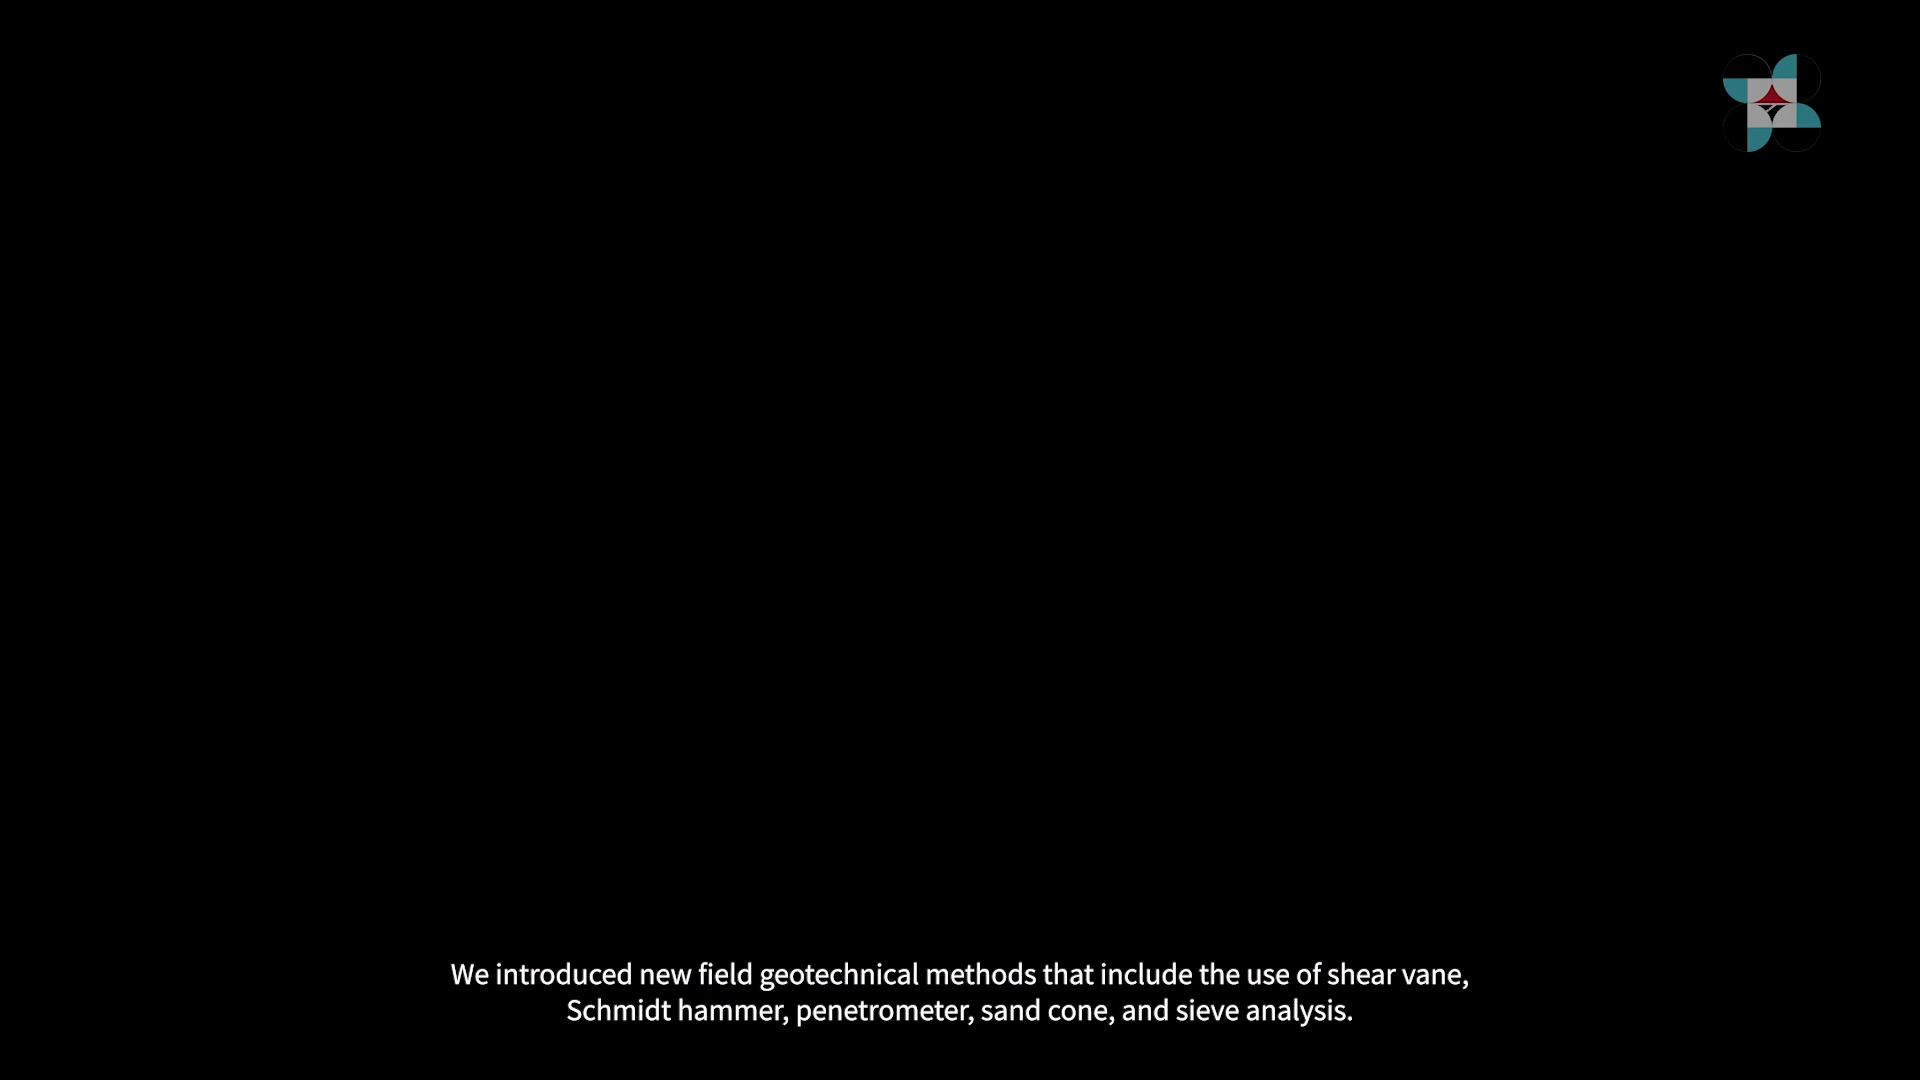 We introduced new field geotechnical methods that include the use of shear vane,
Schmidt hammer, penetrometer, sand cone, and sieve analysis.